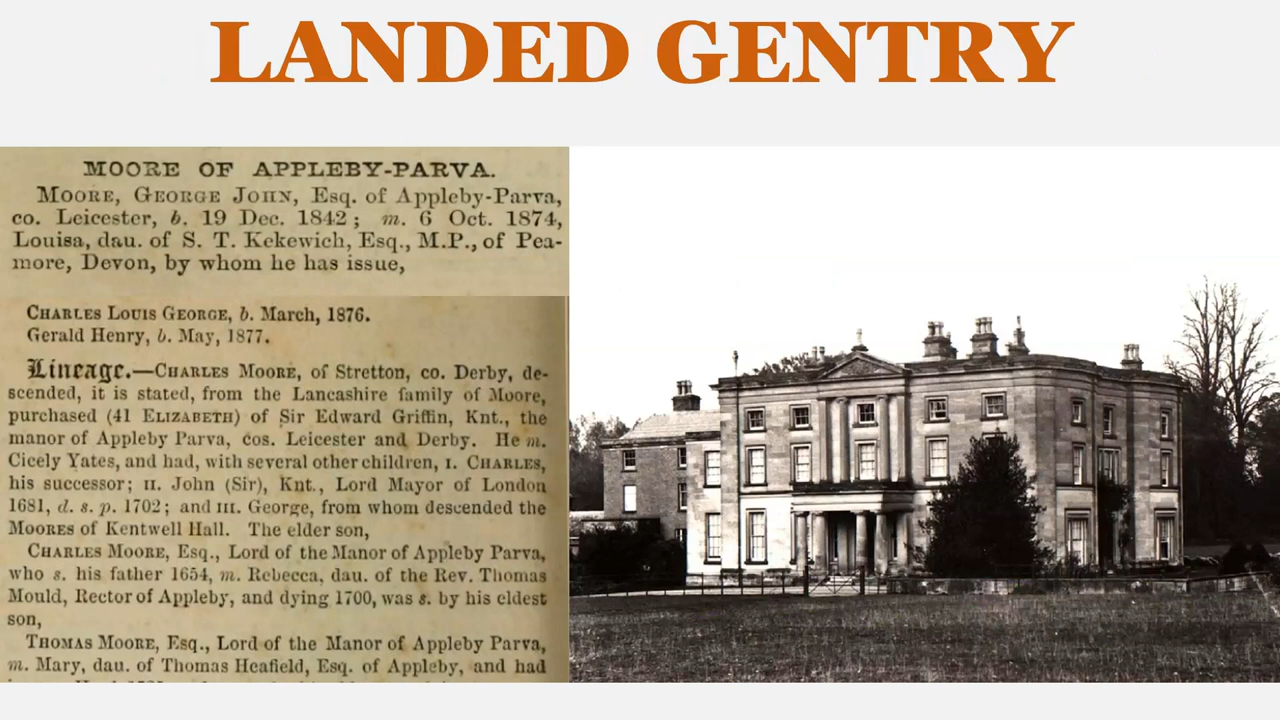 LANDED GENTRY
MOORE OF APPLEBY-PARVA.
MOORE, GEORGE JOHN, Esq. of Appleby-Parva,
co. Leicester, b. 19 Dec. 1842; m. 6 Oct. 1874,
Louisa, dau. of S. T. Kekewich, Esq., M.P., of Pea-
more, Devon, by whom he has issue,
CHARLES LOUIS GEORGE, b. March, 1876.
Gerald Henry, b. May, 1877.
Lineage.—CHARLES MOORE, of Stretton, co. Derby, de-
scended, it is stated, from the Lancashire family of Moore,
purchased (41 ELIZABETH) of Sir Edward Griffin, Knt., the
manor of Appleby Parva, cos. Leicester and Derby. He m.
Cicely Yates, and had, with several other children, I. CHARLES,
his successor; II. John (Sir), Knt., Lord Mayor of London
1681, d. s. p. 1702; and III. George, from whom descended the
MOORES of Kentwell Hall. The elder son,
CHARLES MOORE, Esq., Lord of the Manor of Appleby Parva,
who s. his father 1654, m. Rebecca, dau. of the Rev. Thomas
Mould, Rector of Appleby, and dying 1700, was s. by his eldest
son,
THOMAS MOORE, Esq., Lord of the Manor of Appleby Parva,
m. Mary, dau. of Thomas Heafield, Esq. of Appleby, and had